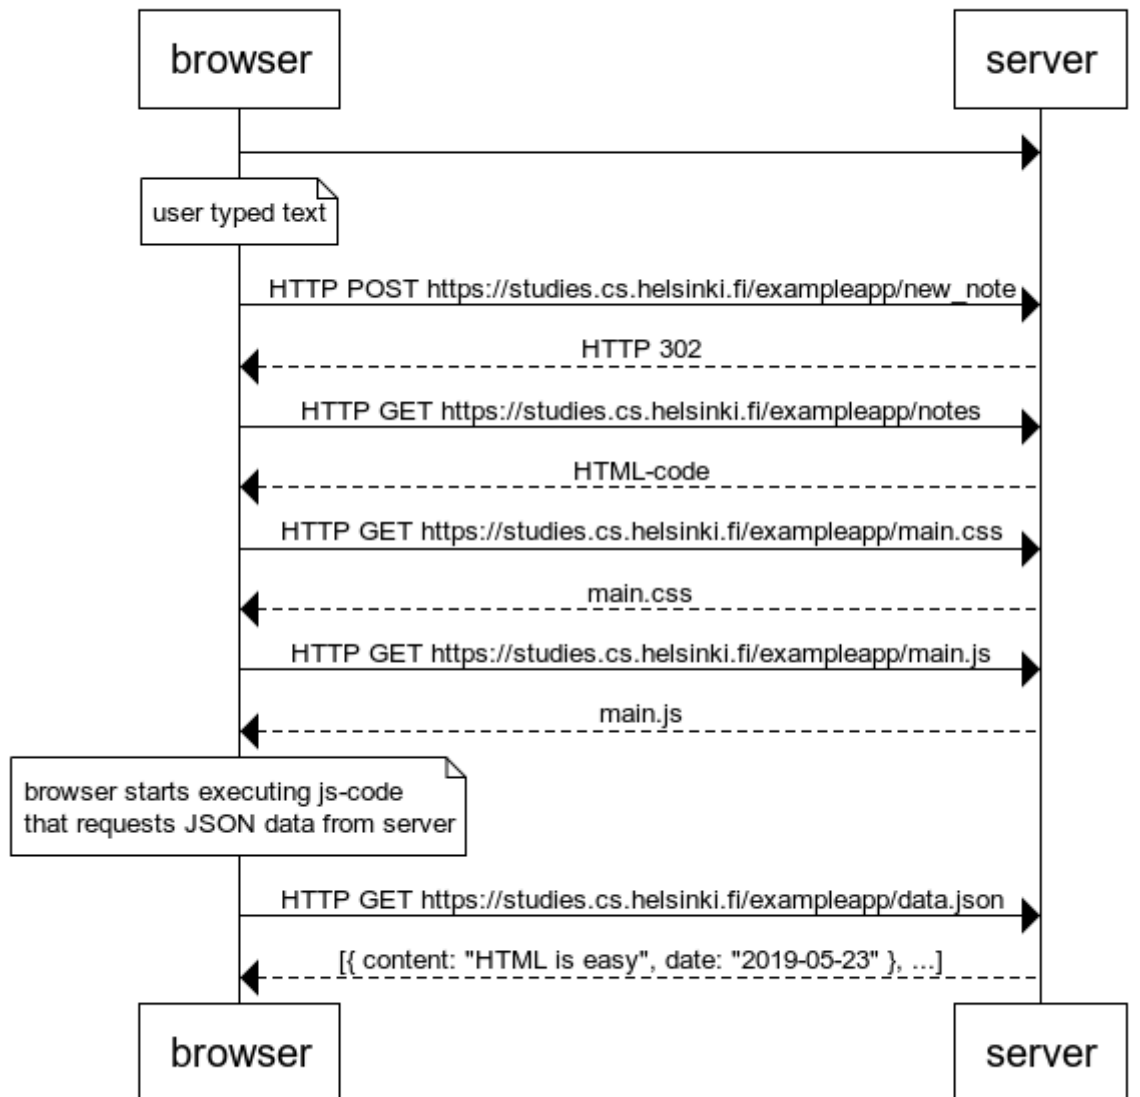 browser
server
user typed text
HTTP POST https://studies.cs.helsinki.fi/exampleapp/new_note
HTTP 302
HTTP GET https://studies.cs.helsinki.fi/exampleapp/notes
HTML-code
HTTP GET https://studies.cs.helsinki.fi/exampleapp/main.css
main.css
HTTP GET https://studies.cs.helsinki.fi/exampleapp/main.js
main.js
browser starts executing js-code
that requests JSON data from server
HTTP GET https://studies.cs.helsinki.fi/exampleapp/data.json
[{ content: "HTML is easy", date: "2019-05-23" }, ...]
browser
server